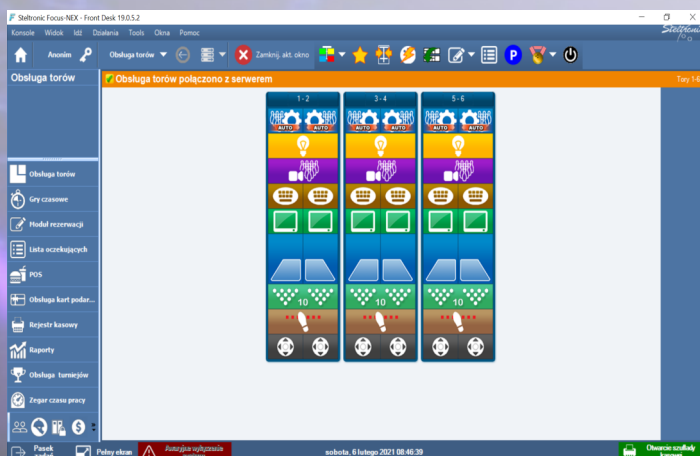 Steltronic Focus-NEX - Front Desk 19.0.5.2
Konsole Widok Idź Działania Tools Okna Pomoc
Steltronic
Anonim Obsługa torów Zamknij. akt. okno P
Obsługa torów
Obsługa torów połączono z serwerem
Tory 1-6
1-2 3-4 5-6
AUTO AUTO AUTO AUTO AUTO AUTO
10 10 10
Obsługa torów
Gry czasowe
Moduł rezerwacji
Lista oczekujących
POS
Obsługa kart podar...
Rejestr kasowy
Raporty
Obsługa turniejów
Zegar czasu pracy
Pasek zadań
Pełny ekran
sobota, 6 lutego 2021 08:46:39
Otwarcie szuflady